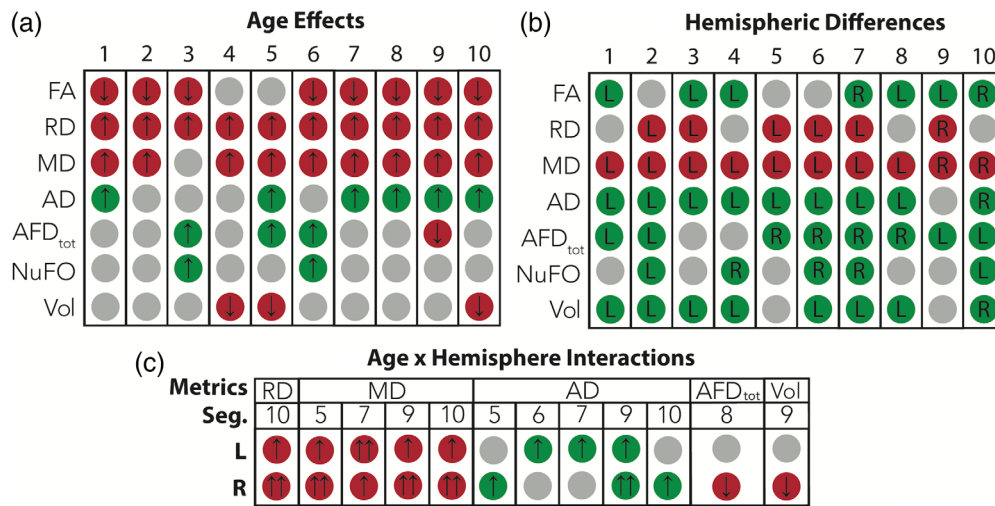 (a) Age Effects
1 2 3 4 5 6 7 8 9 10
FA ↓ ↓ ↓ ↓ ↓ ↓ ↓ ↓
RD ↑ ↑ ↑ ↑ ↑ ↑ ↑ ↑ ↑ ↑
MD ↑ ↑ ↑ ↑ ↑ ↑ ↑ ↑ ↑
AD ↑ ↑ ↑ ↑ ↑ ↑
AFDtot ↑ ↑ ↑ ↓
NuFO ↑ ↑
Vol ↓ ↓ ↓
(b) Hemispheric Differences
1 2 3 4 5 6 7 8 9 10
FA L L L R L L R
RD L L L L L R
MD L L L L L L L L R R
AD L L L L L L L L R
AFDtot L L R R R R L L
NuFO L R R R L
Vol L L L L L L L R
(c) Age x Hemisphere Interactions
Metrics RD MD AD AFDtot Vol
Seg. 10 5 7 9 10 5 6 7 9 10 8 9
L ↑ ↑ ↑↑ ↑ ↑ ↑ ↑ ↑
R ↑↑ ↑↑ ↑ ↑↑ ↑↑ ↑ ↑↑ ↑ ↓ ↓